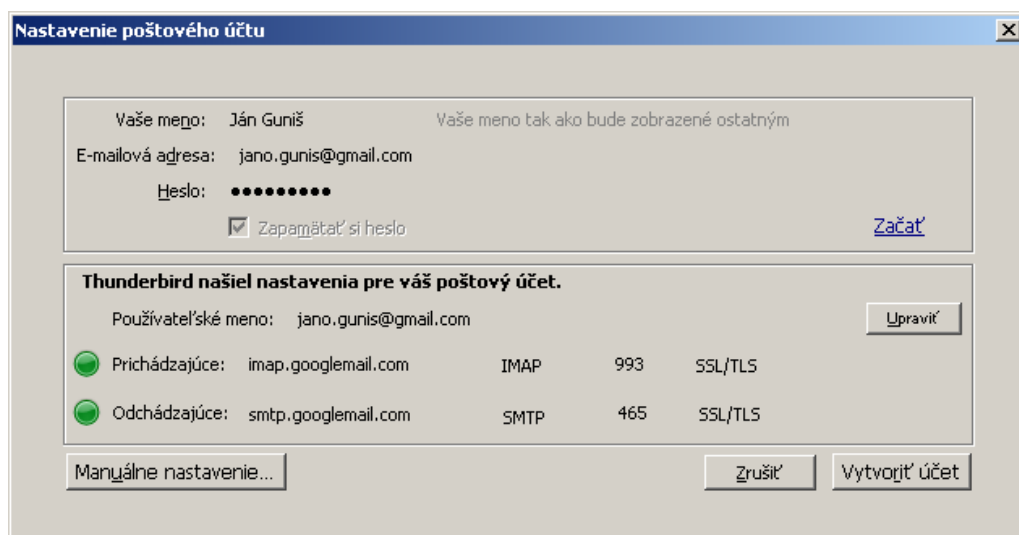 Nastavenie poštového účtu
Vaše meno: Ján Guniš Vaše meno tak ako bude zobrazené ostatným
E-mailová adresa: jano.gunis@gmail.com
Heslo: ●●●●●●●●●
Zapamätať si heslo Začať
Thunderbird našiel nastavenia pre váš poštový účet.
Používateľské meno: jano.gunis@gmail.com Upraviť
Prichádzajúce: imap.googlemail.com IMAP 993 SSL/TLS
Odchádzajúce: smtp.googlemail.com SMTP 465 SSL/TLS
Manuálne nastavenie... Zrušiť Vytvoriť účet